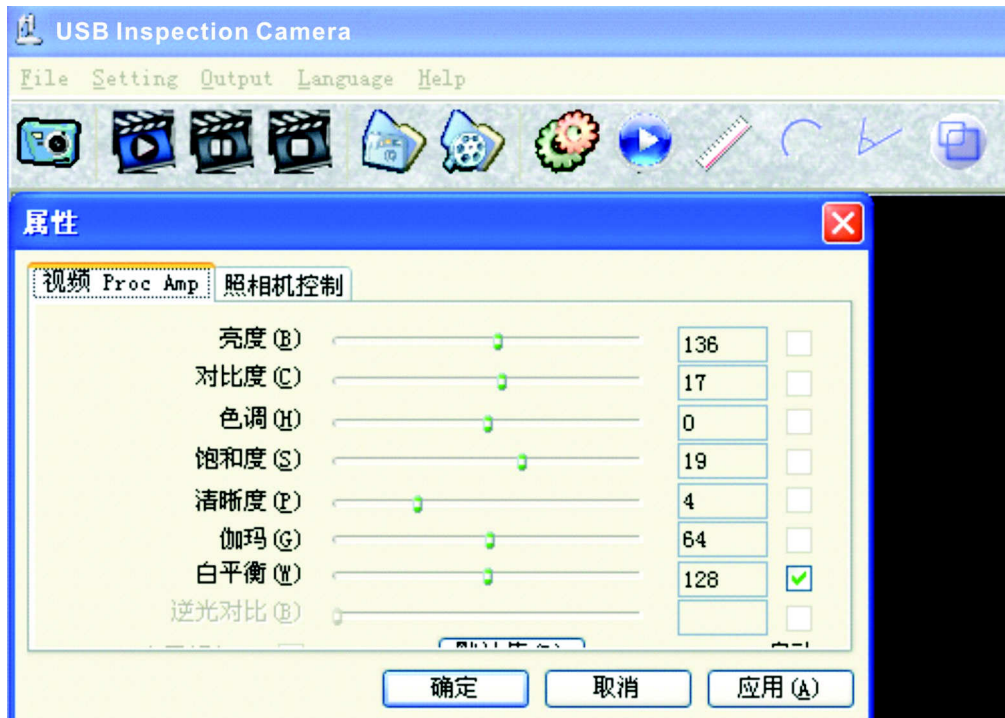 USB Inspection Camera
File Setting Output Language Help
属性
视频 Proc Amp 照相机控制
亮度(B) 136
对比度(C) 17
色调(H) 0
饱和度(S) 19
清晰度(P) 4
伽玛(G) 64
白平衡(W) 128
逆光对比(B)
确定 取消 应用(A)